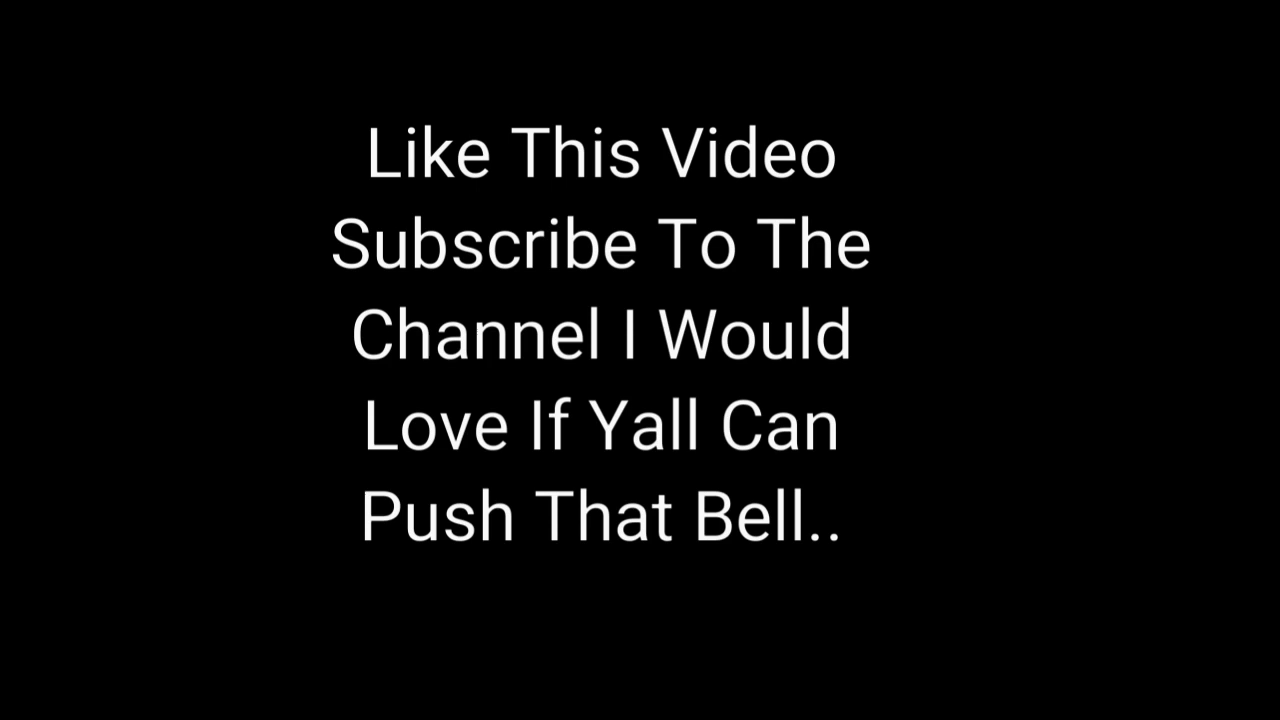 Like This Video
Subscribe To The
Channel I Would
Love If Yall Can
Push That Bell..